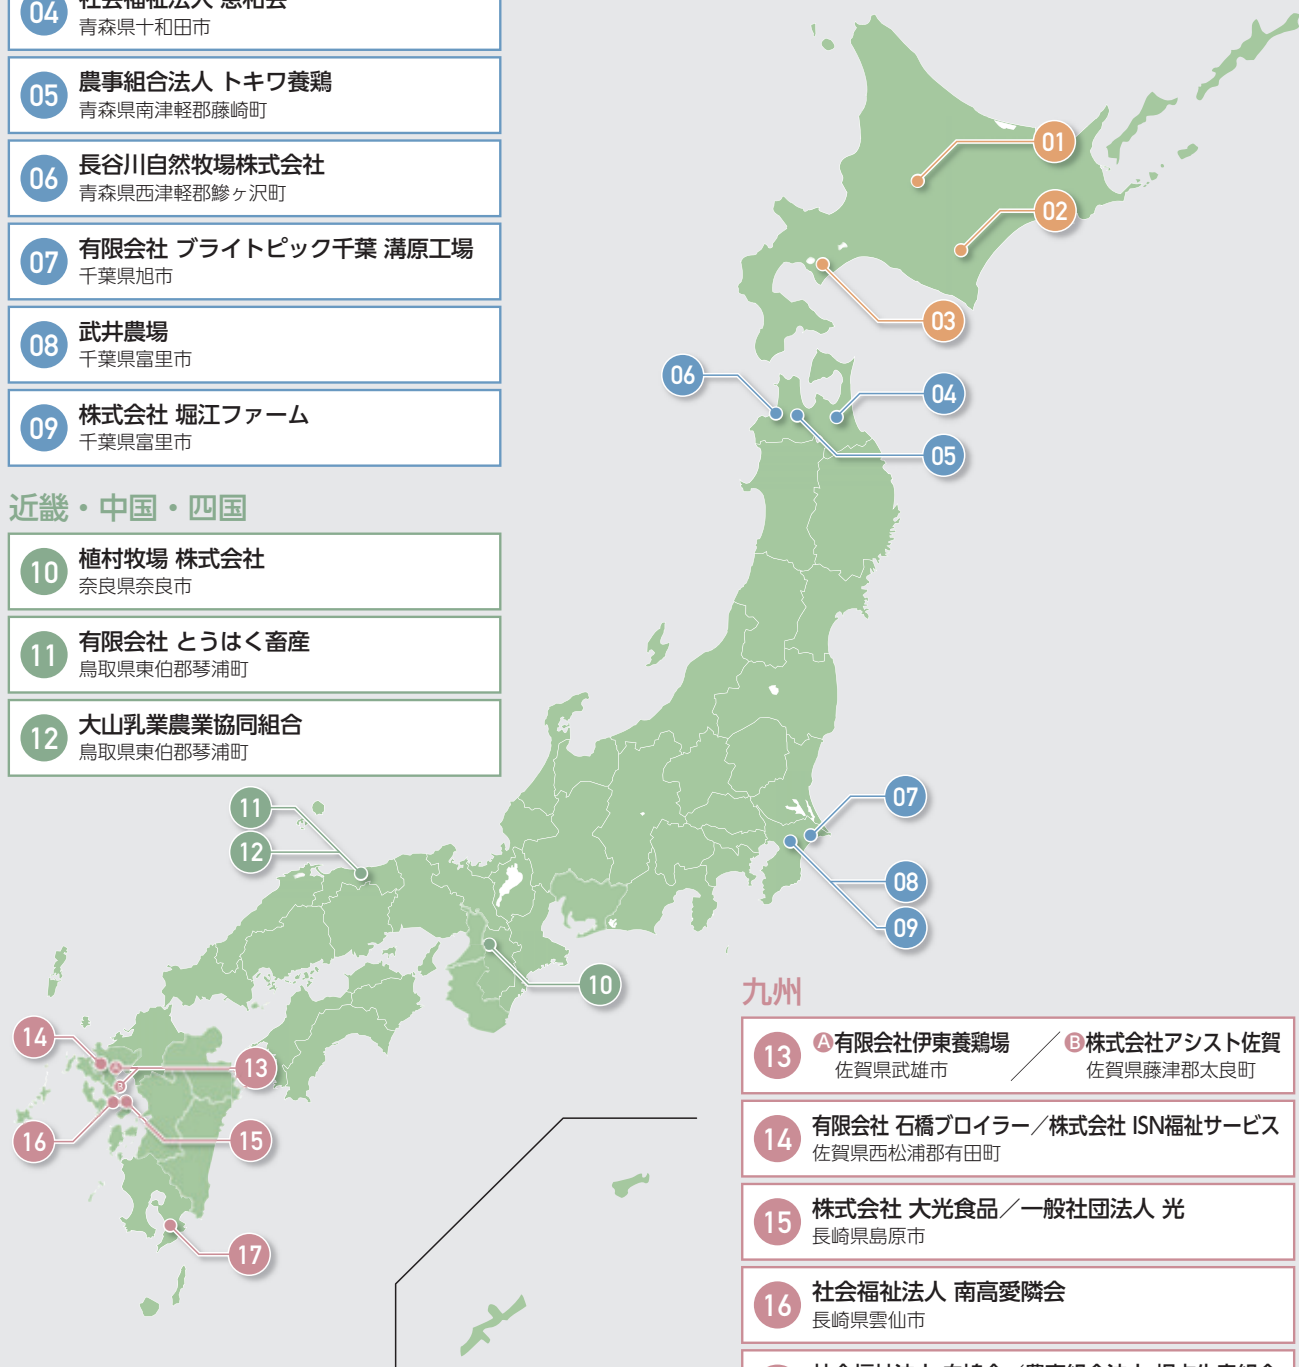 04
青森県十和田市
05 農事組合法人 トキワ養鶏
青森県南津軽郡藤崎町
06 長谷川自然牧場株式会社
青森県西津軽郡鰺ヶ沢町
07 有限会社 ブライトピック千葉 溝原工場
千葉県旭市
08 武井農場
千葉県富里市
09 株式会社 堀江ファーム
千葉県富里市
近畿・中国・四国
10 植村牧場 株式会社
奈良県奈良市
11 有限会社 とうはく畜産
鳥取県東伯郡琴浦町
12 大山乳業農業協同組合
鳥取県東伯郡琴浦町
01
02
03
06
04
05
11
12
07
08
09
10
14
A
13
B
16
15
17
九州
13 A有限会社伊東養鶏場／B株式会社アシスト佐賀
佐賀県武雄市 佐賀県藤津郡太良町
14 有限会社 石橋ブロイラー／株式会社 ISN福祉サービス
佐賀県西松浦郡有田町
15 株式会社 大光食品／一般社団法人 光
長崎県島原市
16 社会福祉法人 南高愛隣会
長崎県雲仙市